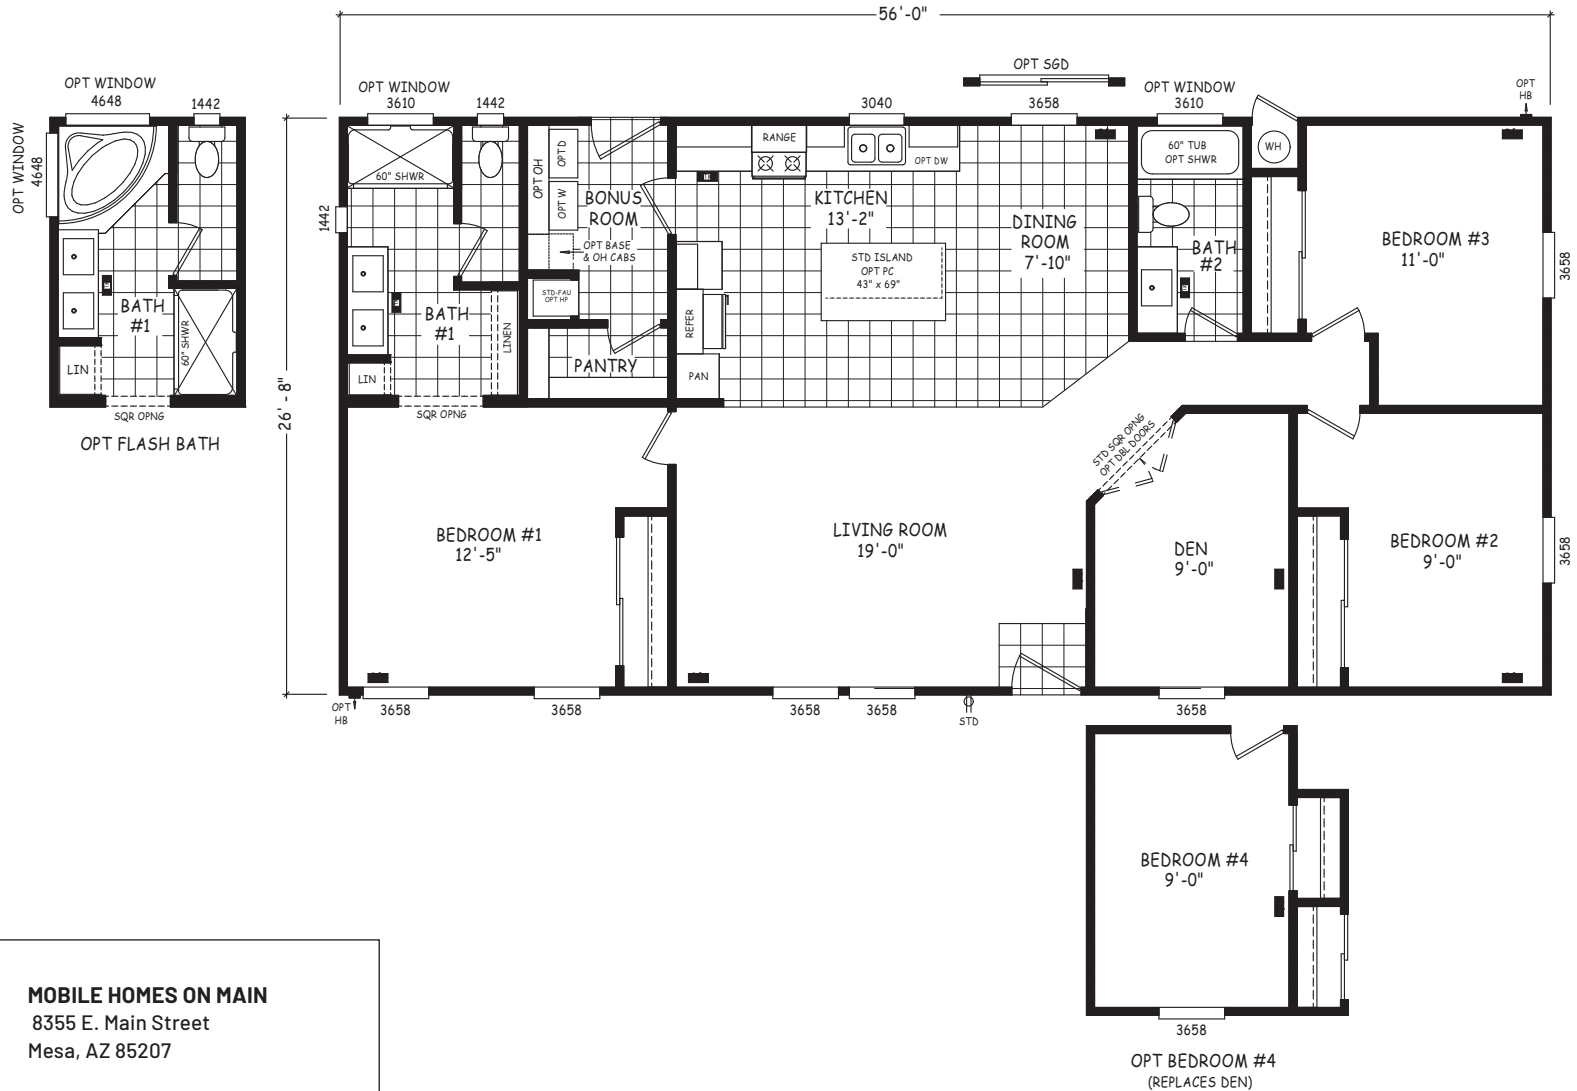 56'-0"
OPT WINDOW
4648
1442
OPT WINDOW
4648
60" SHWR
BATH
#1
LIN
SQR OPNG
OPT FLASH BATH
26' - 8"
OPT WINDOW
3610
1442
1442
60" SHWR
BATH
#1
LINEN
LIN
SQR OPNG
OPT OH
OPT D
OPT W
BONUS
ROOM
OPT BASE
& OH CABS
STD-FAU
OPT HP
PANTRY
3040
RANGE
OPT DW
KITCHEN
13'-2"
STD ISLAND
OPT PC
43" x 69"
REFER
PAN
OPT SGD
3658
DINING
ROOM
7'-10"
OPT WINDOW
3610
60" TUB
OPT SHWR
BATH
#2
WH
OPT
HB
BEDROOM #3
11'-0"
3658
BEDROOM #1
12'-5"
LIVING ROOM
19'-0"
STD SQR OPNG
OPT DBL DOORS
DEN
9'-0"
BEDROOM #2
9'-0"
3658
OPT
HB
3658
3658
3658
3658
STD
3658
BEDROOM #4
9'-0"
3658
OPT BEDROOM #4
(REPLACES DEN)
MOBILE HOMES ON MAIN
8355 E. Main Street
Mesa, AZ 85207